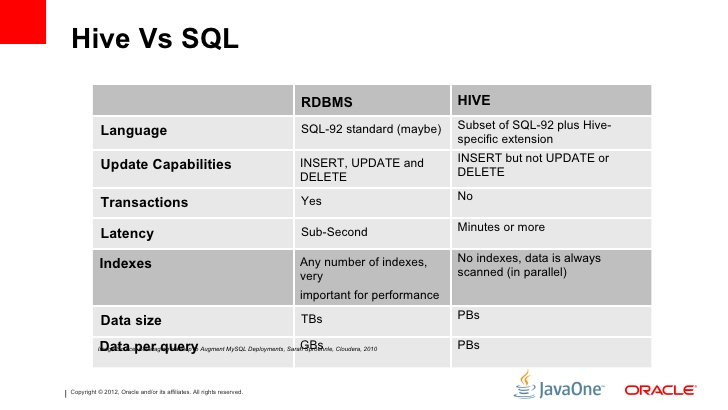 Hive Vs SQL
RDBMS
HIVE
Language
SQL-92 standard (maybe)
Subset of SQL-92 plus Hive-
specific extension
Update Capabilities
INSERT, UPDATE and
DELETE
INSERT but not UPDATE or
DELETE
Transactions
Yes
No
Latency
Sub-Second
Minutes or more
Indexes
Any number of indexes,
very
important for performance
No indexes, data is always
scanned (in parallel)
Data size
TBs
PBs
Data per query
GBs
PBs
Augment MySQL Deployments, Sarah Sproehnle, Cloudera, 2010
Copyright © 2012, Oracle and/or its affiliates. All rights reserved.
JavaOne™
ORACLE®